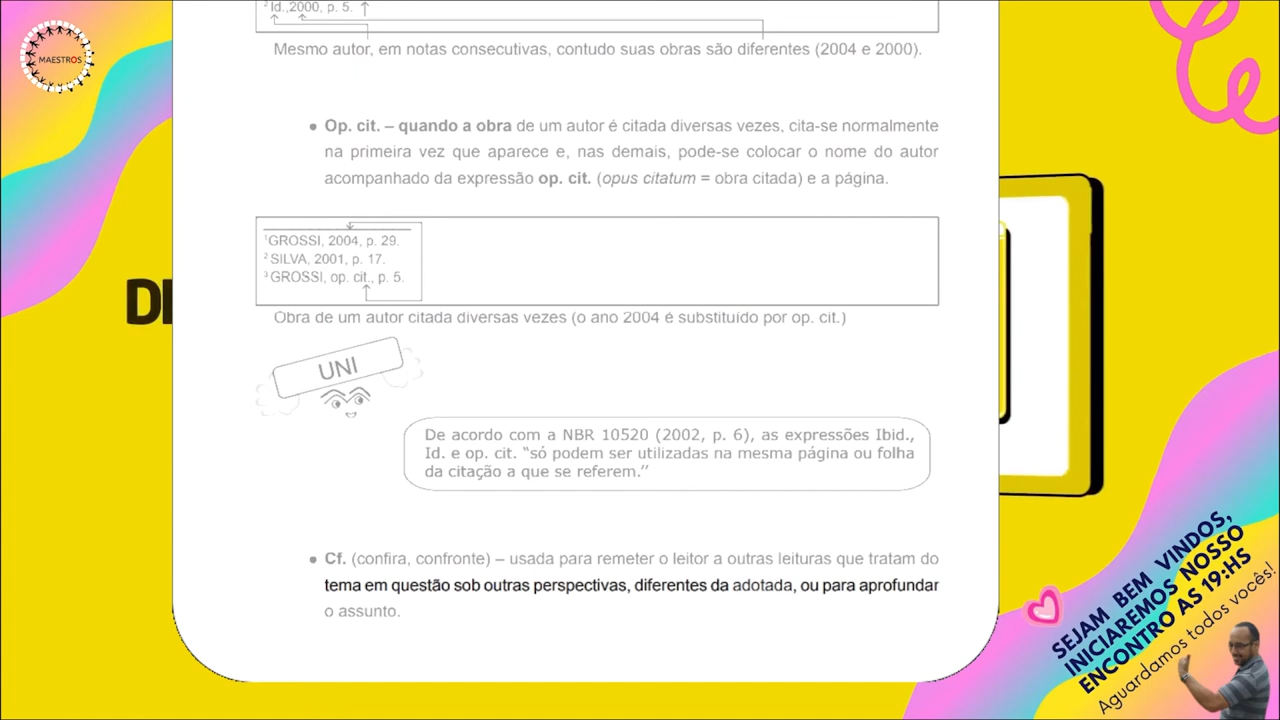 MAESTROS
² Id.,2000, p. 5.
Mesmo autor, em notas consecutivas, contudo suas obras são diferentes (2004 e 2000).
• Op. cit. – quando a obra de um autor é citada diversas vezes, cita-se normalmente
na primeira vez que aparece e, nas demais, pode-se colocar o nome do autor
acompanhado da expressão op. cit. (opus citatum = obra citada) e a página.
¹GROSSI, 2004, p. 29.
² SILVA, 2001, p. 17.
³ GROSSI, op. cit., p. 5.
Obra de um autor citada diversas vezes (o ano 2004 é substituído por op. cit.)
UNI
De acordo com a NBR 10520 (2002, p. 6), as expressões Ibid.,
Id. e op. cit. “só podem ser utilizadas na mesma página ou folha
da citação a que se referem.’’
• Cf. (confira, confronte) – usada para remeter o leitor a outras leituras que tratam do
tema em questão sob outras perspectivas, diferentes da adotada, ou para aprofundar
o assunto.
SEJAM BEM VINDOS,
INICIAREMOS NOSSO
ENCONTRO AS 19:HS
Aguardamos todos vocês!